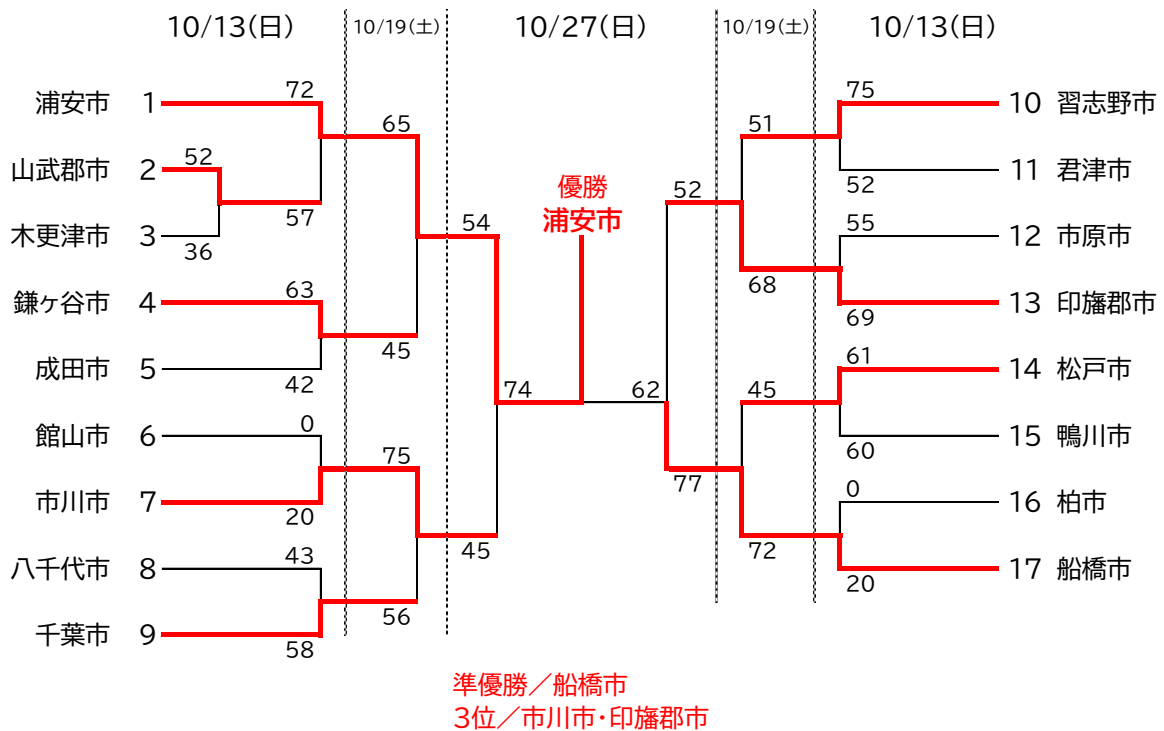 10/13(日) 10/19(土) 10/27(日) 10/19(土) 10/13(日)
浦安市 1
山武郡市 2
木更津市 3
鎌ヶ谷市 4
成田市 5
館山市 6
市川市 7
八千代市 8
千葉市 9
72
52
57
36
63
42
0
20
43
58
65
45
75
56
54
45
優勝
浦安市
74 62
52
77
51
68
45
72
75
52
55
69
61
60
0
20
10 習志野市
11 君津市
12 市原市
13 印旛郡市
14 松戸市
15 鴨川市
16 柏市
17 船橋市
準優勝／船橋市
3位／市川市・印旛郡市